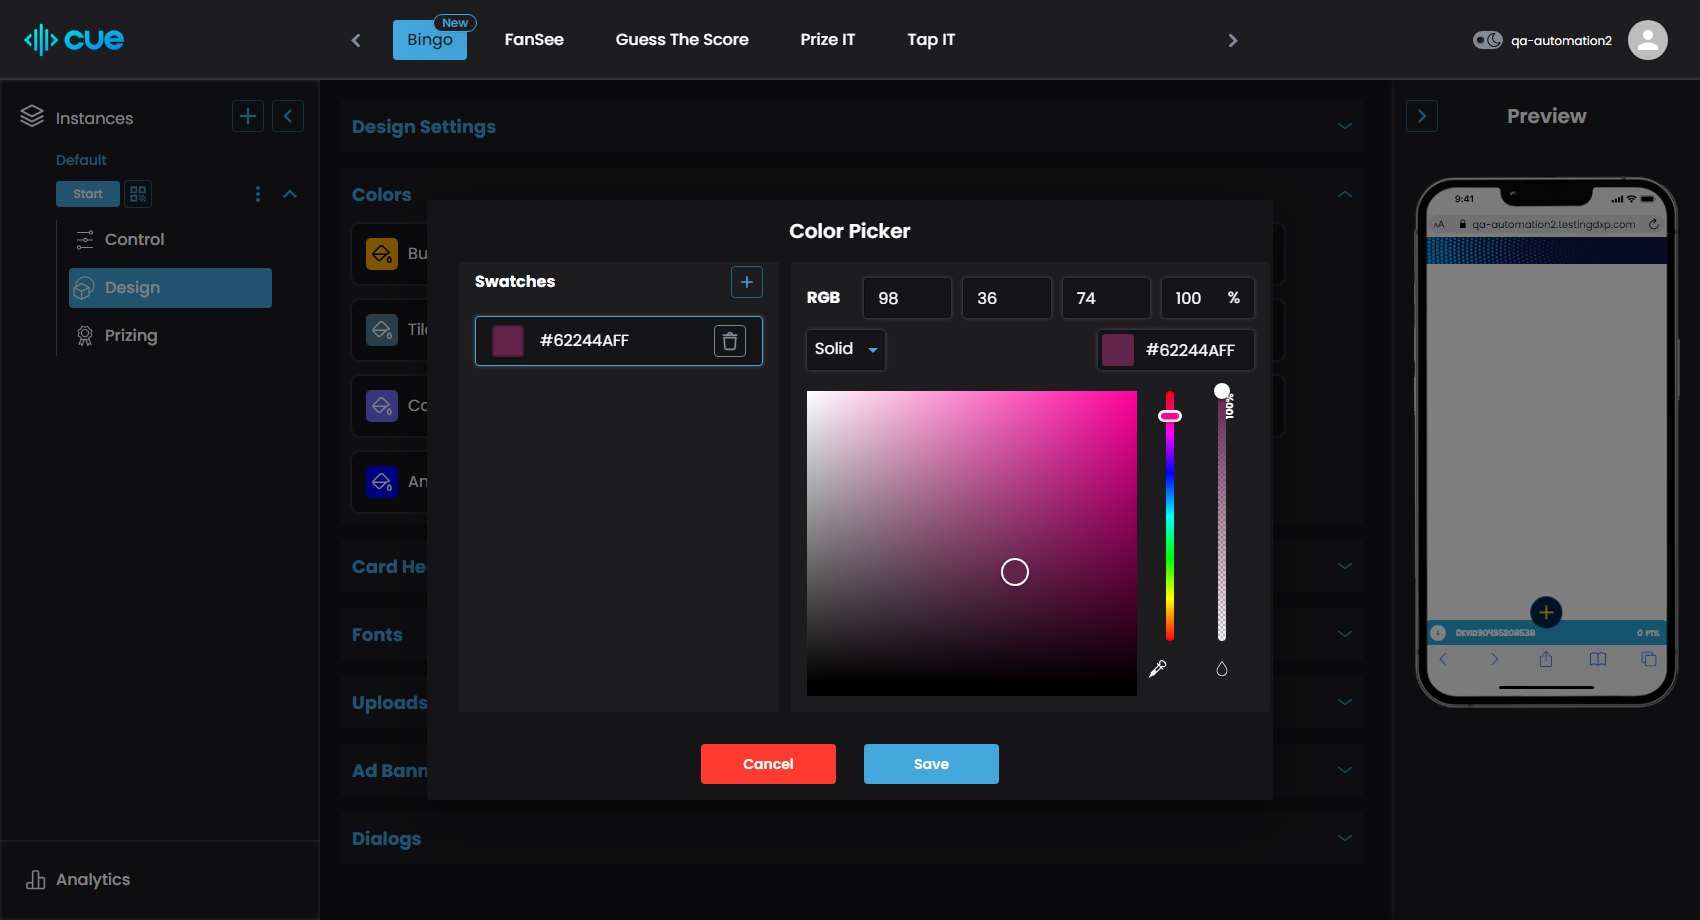 cue
New
Bingo
FanSee
Guess The Score
Prize IT
Tap IT
qa-automation2
Instances
Default
Start
Control
Design
Prizing
Analytics
Design Settings
Colors
Bu
Til
Co
An
Card He
Fonts
Uploads
Ad Bann
Dialogs
Color Picker
Swatches
#62244AFF
RGB
98
36
74
100 %
Solid
#62244AFF
100%
Cancel
Save
Preview
9:41
AA
qa-automation2.testingdxp.com
0 PTS.